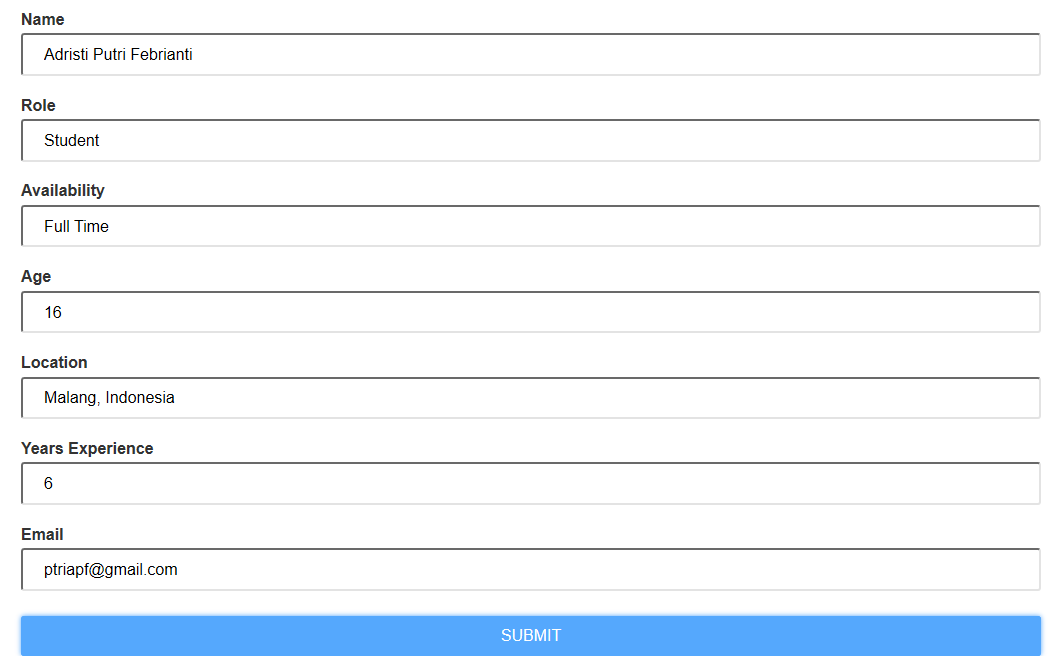 Name
Adristi Putri Febrianti
Role
Student
Availability
Full Time
Age
16
Location
Malang, Indonesia
Years Experience
6
Email
ptriapf@gmail.com
SUBMIT